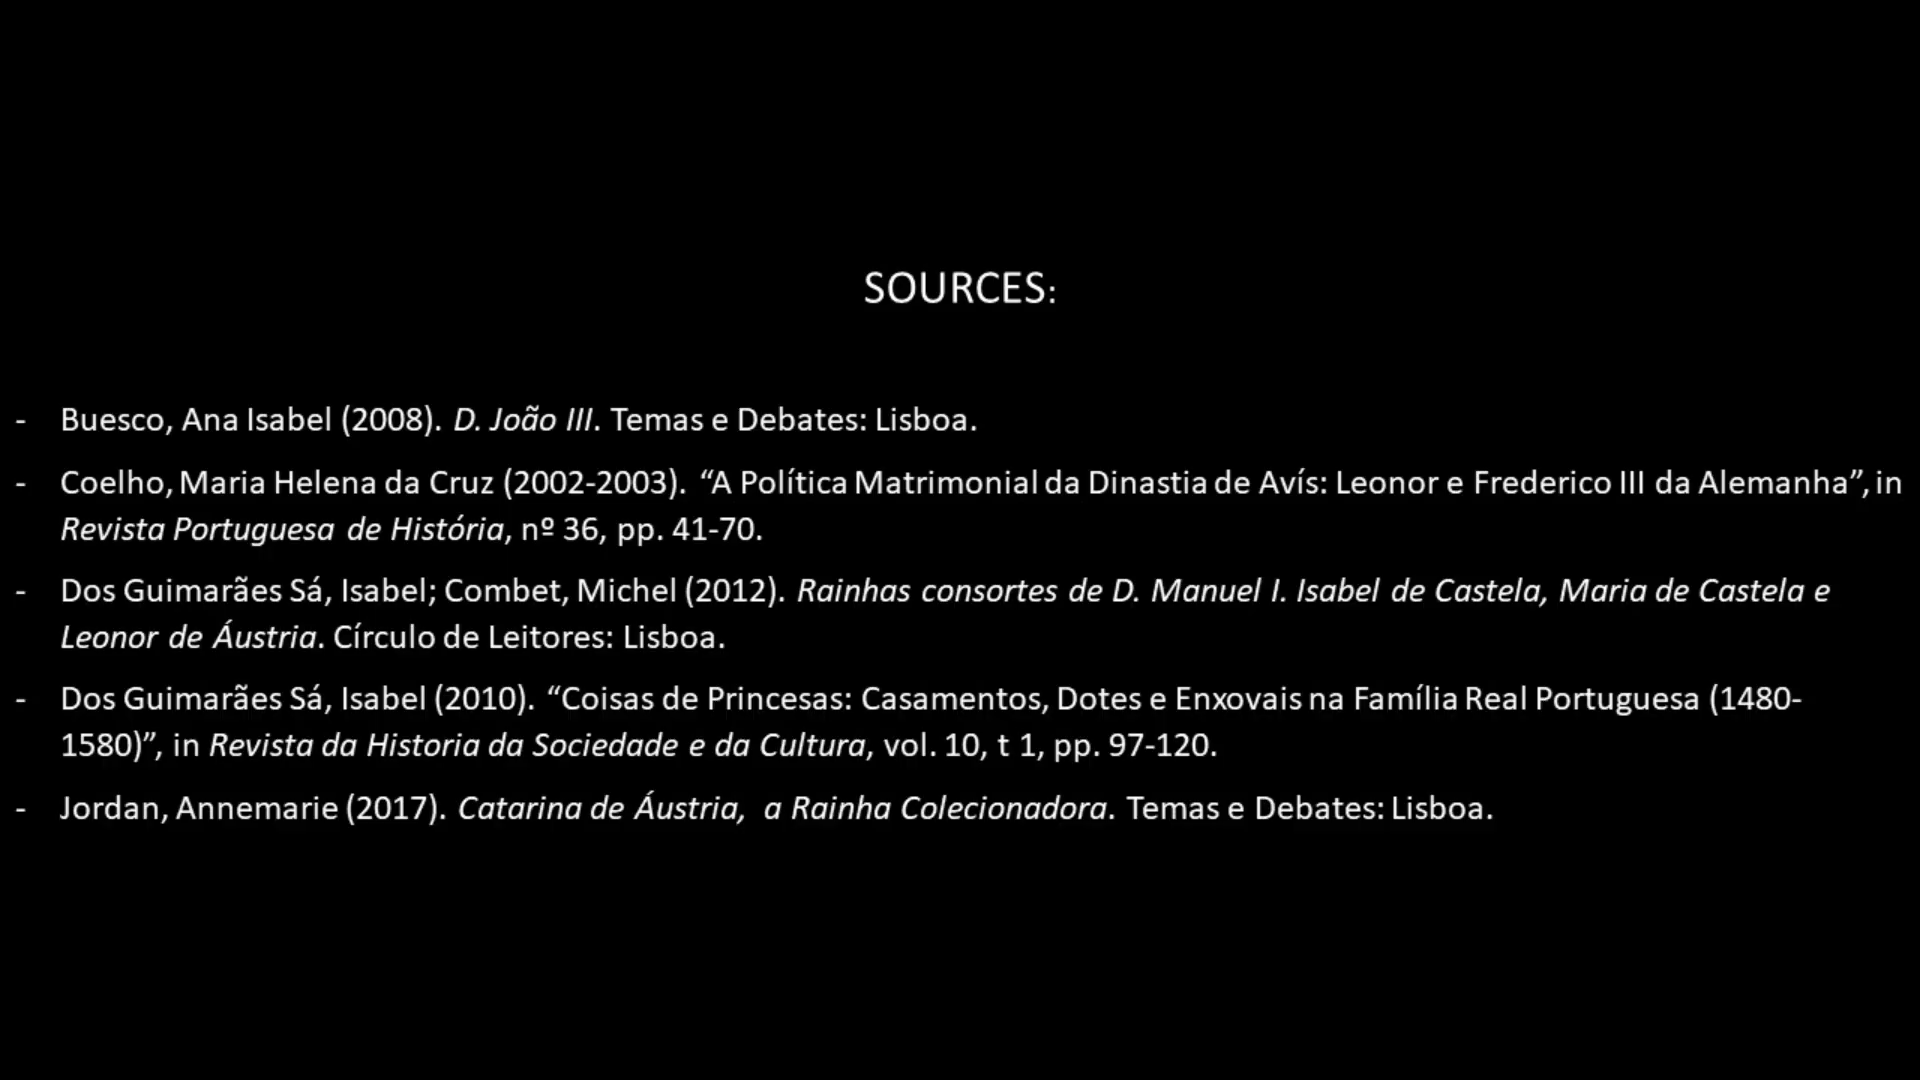 SOURCES:
- Buesco, Ana Isabel (2008). D. João III. Temas e Debates: Lisboa.
- Coelho, Maria Helena da Cruz (2002-2003). “A Política Matrimonial da Dinastia de Avís: Leonor e Frederico III da Alemanha”, in
Revista Portuguesa de História, nº 36, pp. 41-70.
- Dos Guimarães Sá, Isabel; Combet, Michel (2012). Rainhas consortes de D. Manuel I. Isabel de Castela, Maria de Castela e
Leonor de Áustria. Círculo de Leitores: Lisboa.
- Dos Guimarães Sá, Isabel (2010). “Coisas de Princesas: Casamentos, Dotes e Enxovais na Família Real Portuguesa (1480-
1580)”, in Revista da Historia da Sociedade e da Cultura, vol. 10, t 1, pp. 97-120.
- Jordan, Annemarie (2017). Catarina de Áustria, a Rainha Colecionadora. Temas e Debates: Lisboa.